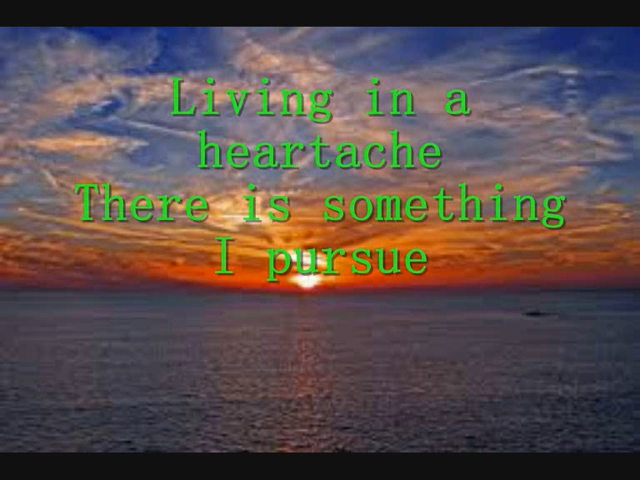 Living in a
heartache
There is something
I pursue